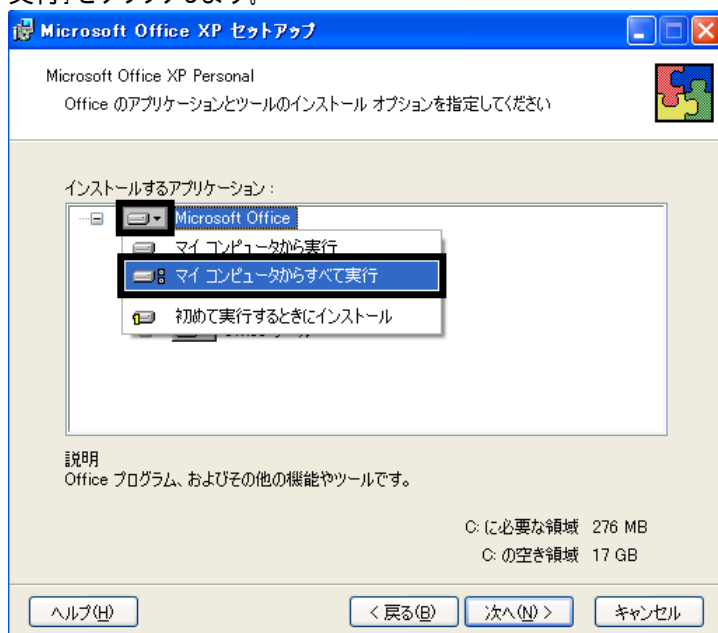 実行」をクリックします。
Microsoft Office XP セットアップ
Microsoft Office XP Personal
Office のアプリケーションとツールのインストール オプションを指定してください
インストールするアプリケーション:
Microsoft Office
マイ コンピュータから実行
マイ コンピュータからすべて実行
初めて実行するときにインストール
説明
Office プログラム、およびその他の機能やツールです。
C: に必要な領域 276 MB
C: の空き領域 17 GB
ヘルプ(H)
< 戻る(B)
次へ(N) >
キャンセル